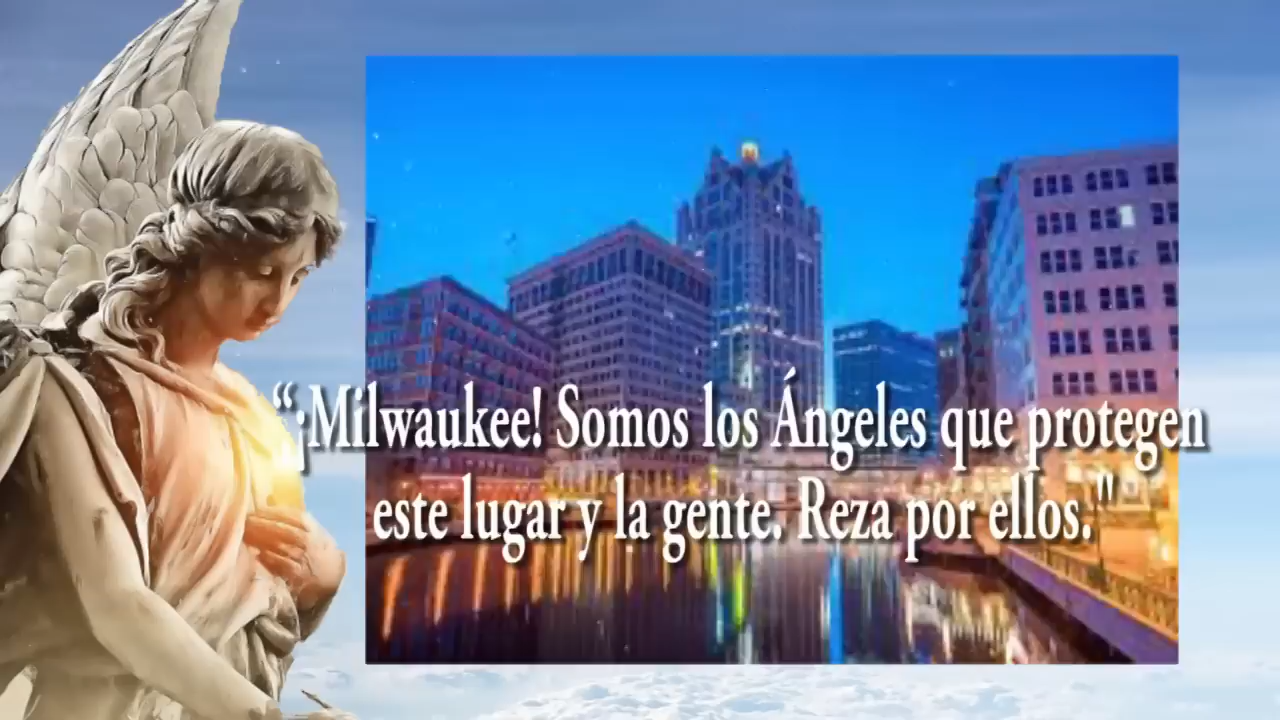 “¡Milwaukee! Somos los Ángeles que protegen
este lugar y la gente. Reza por ellos."